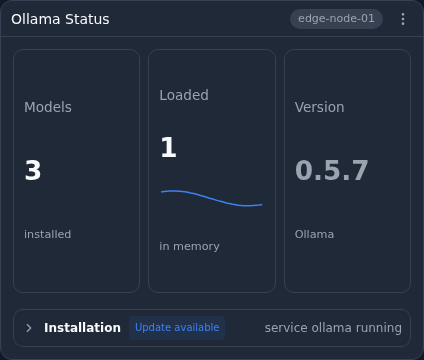 Ollama Status
edge-node-01
Models
3
installed
Loaded
1
in memory
Version
0.5.7
Ollama
Installation
Update available
service ollama running